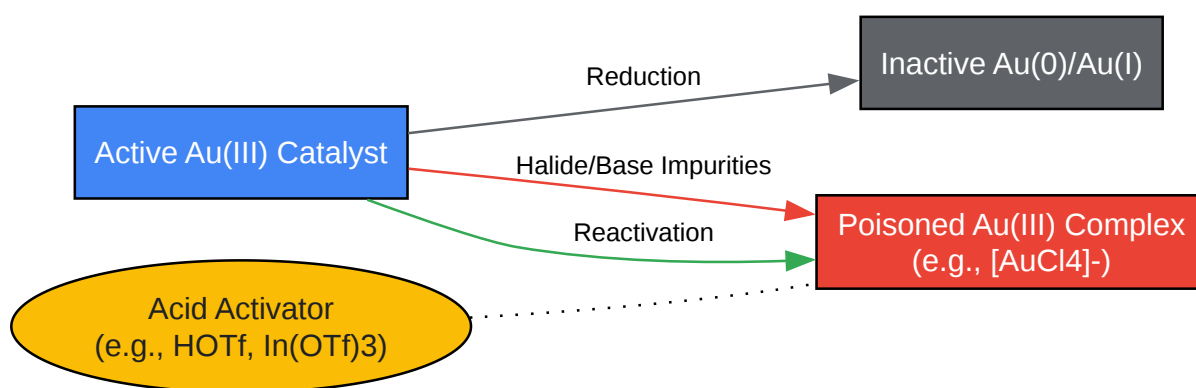 Inactive Au(0)/Au(I)
Reduction
Active Au(III) Catalyst
Halide/Base Impurities
Poisoned Au(III) Complex
(e.g., [AuCl4]-)
Reactivation
Acid Activator
(e.g., HOTf, In(OTf)3)